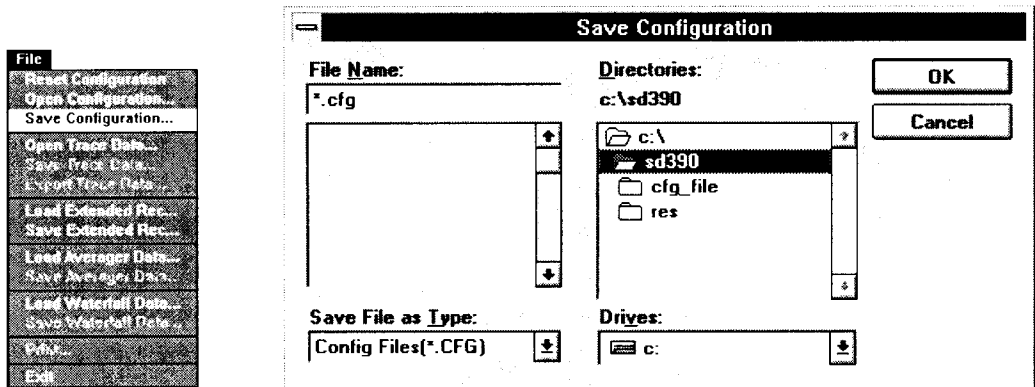 File
Reset Configuration
Open Configuration...
Save Configuration...
Open Trace Data...
Save Trace Data...
Export Trace Data...
Load Extended Rec...
Save Extended Rec...
Load Averager Data...
Save Averager Data...
Load Waterfall Data...
Save Waterfall Data...
Print...
Exit
Save Configuration
File Name:
*.cfg
Save File as Type:
Config Files(*.CFG)
Directories:
c:\sd390
c:\
sd390
cfg_file
res
Drives:
c:
OK
Cancel